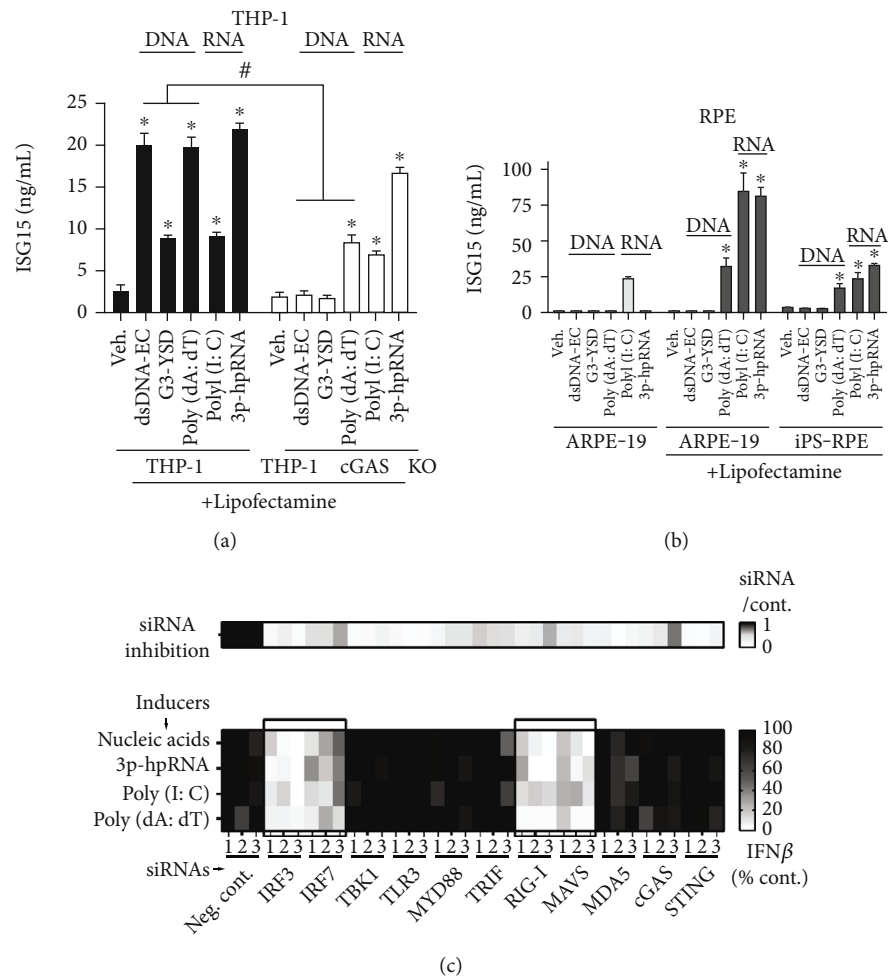 THP-1
DNA RNA DNA RNA
#
ISG15 (ng/mL)
25
20
15
10
5
0
* * * * * * * *
Veh.
dsDNA-EC
G3-YSD
Poly (dA: dT)
Polyl (I: C)
3p-hpRNA
Veh.
dsDNA-EC
G3-YSD
Poly (dA: dT)
Polyl (I: C)
3p-hpRNA
THP-1 THP-1 cGAS KO
+Lipofectamine
(a)
RPE
ISG15 (ng/mL)
100
75
50
25
0
DNA RNA
DNA RNA
DNA RNA
* * * * * *
Veh.
dsDNA-EC
G3-YSD
Poly (dA: dT)
Polyl (I: C)
3p-hpRNA
Veh.
dsDNA-EC
G3-YSD
Poly (dA: dT)
Polyl (I: C)
3p-hpRNA
Veh.
dsDNA-EC
G3-YSD
Poly (dA: dT)
Polyl (I: C)
3p-hpRNA
ARPE-19 ARPE-19 iPS-RPE
+Lipofectamine
(b)
siRNA
/cont.
1
0
siRNA
inhibition
Inducers
Nucleic acids
3p-hpRNA
Poly (I: C)
Poly (dA: dT)
100
80
60
40
20
0
IFNβ
(% cont.)
1 2 3 1 2 3 1 2 3 1 2 3 1 2 3 1 2 3 1 2 3 1 2 3 1 2 3 1 2 3 1 2 3 1 2 3
siRNAs
Neg. cont.
IRF3
IRF7
TBK1
TLR3
MYD88
TRIF
RIG-I
MAVS
MDA5
cGAS
STING
(c)